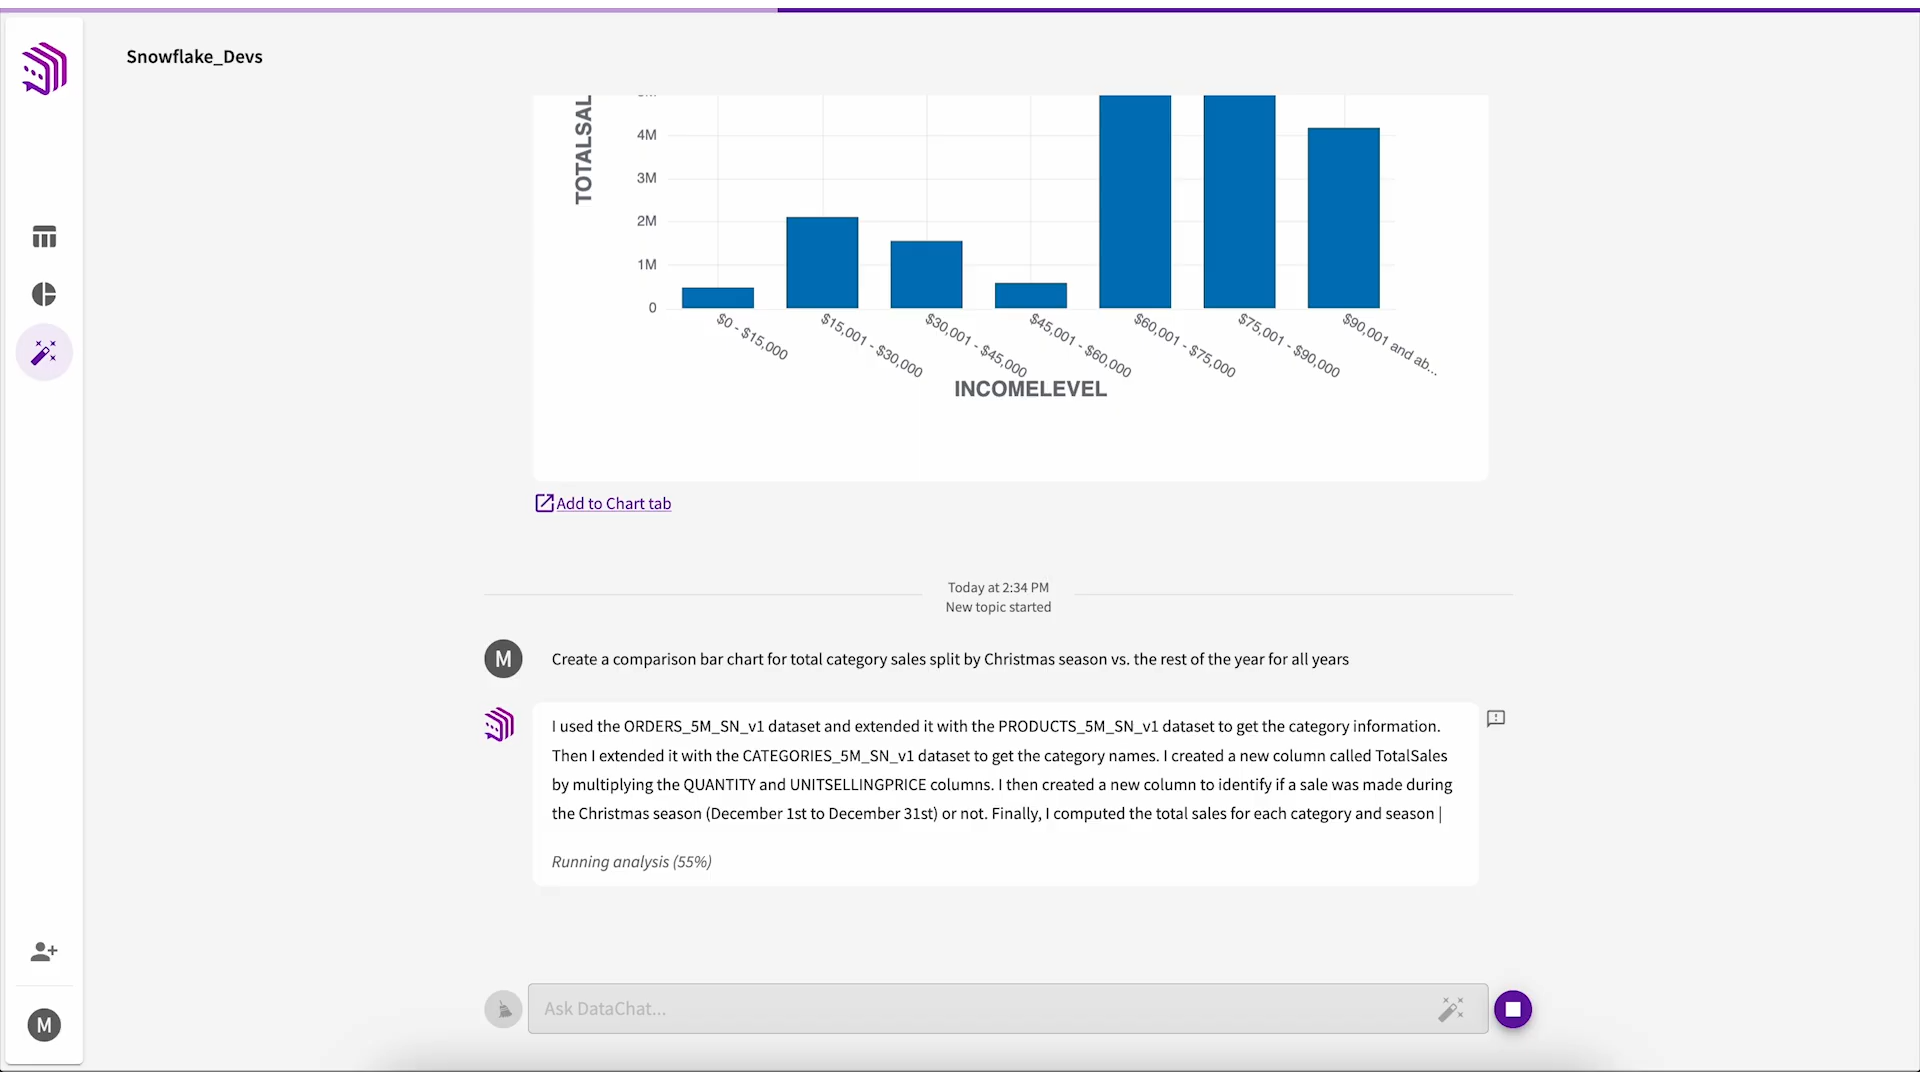 Snowflake_Devs
TOTALSAL
4M
3M
2M
1M
0
$0 - $15,000
$15,001 - $30,000
$30,001 - $45,000
$45,001 - $60,000
$60,001 - $75,000
$75,001 - $90,000
$90,001 and ab...
INCOMELEVEL
Add to Chart tab
Today at 2:34 PM
New topic started
M
Create a comparison bar chart for total category sales split by Christmas season vs. the rest of the year for all years
I used the ORDERS_5M_SN_v1 dataset and extended it with the PRODUCTS_5M_SN_v1 dataset to get the category information.
Then I extended it with the CATEGORIES_5M_SN_v1 dataset to get the category names. I created a new column called TotalSales
by multiplying the QUANTITY and UNITSELLINGPRICE columns. I then created a new column to identify if a sale was made during
the Christmas season (December 1st to December 31st) or not. Finally, I computed the total sales for each category and season
Running analysis (55%)
Ask DataChat...
M